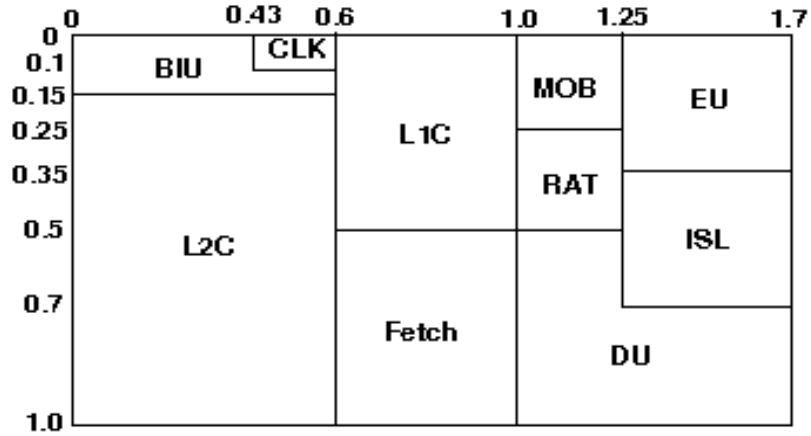 0 0.43 0.6 1.0 1.25 1.7
0
CLK
0.1 BIU
MOB EU
0.15
0.25 L1C
0.35 RAT
0.5 L2C ISL
0.7
Fetch
DU
1.0